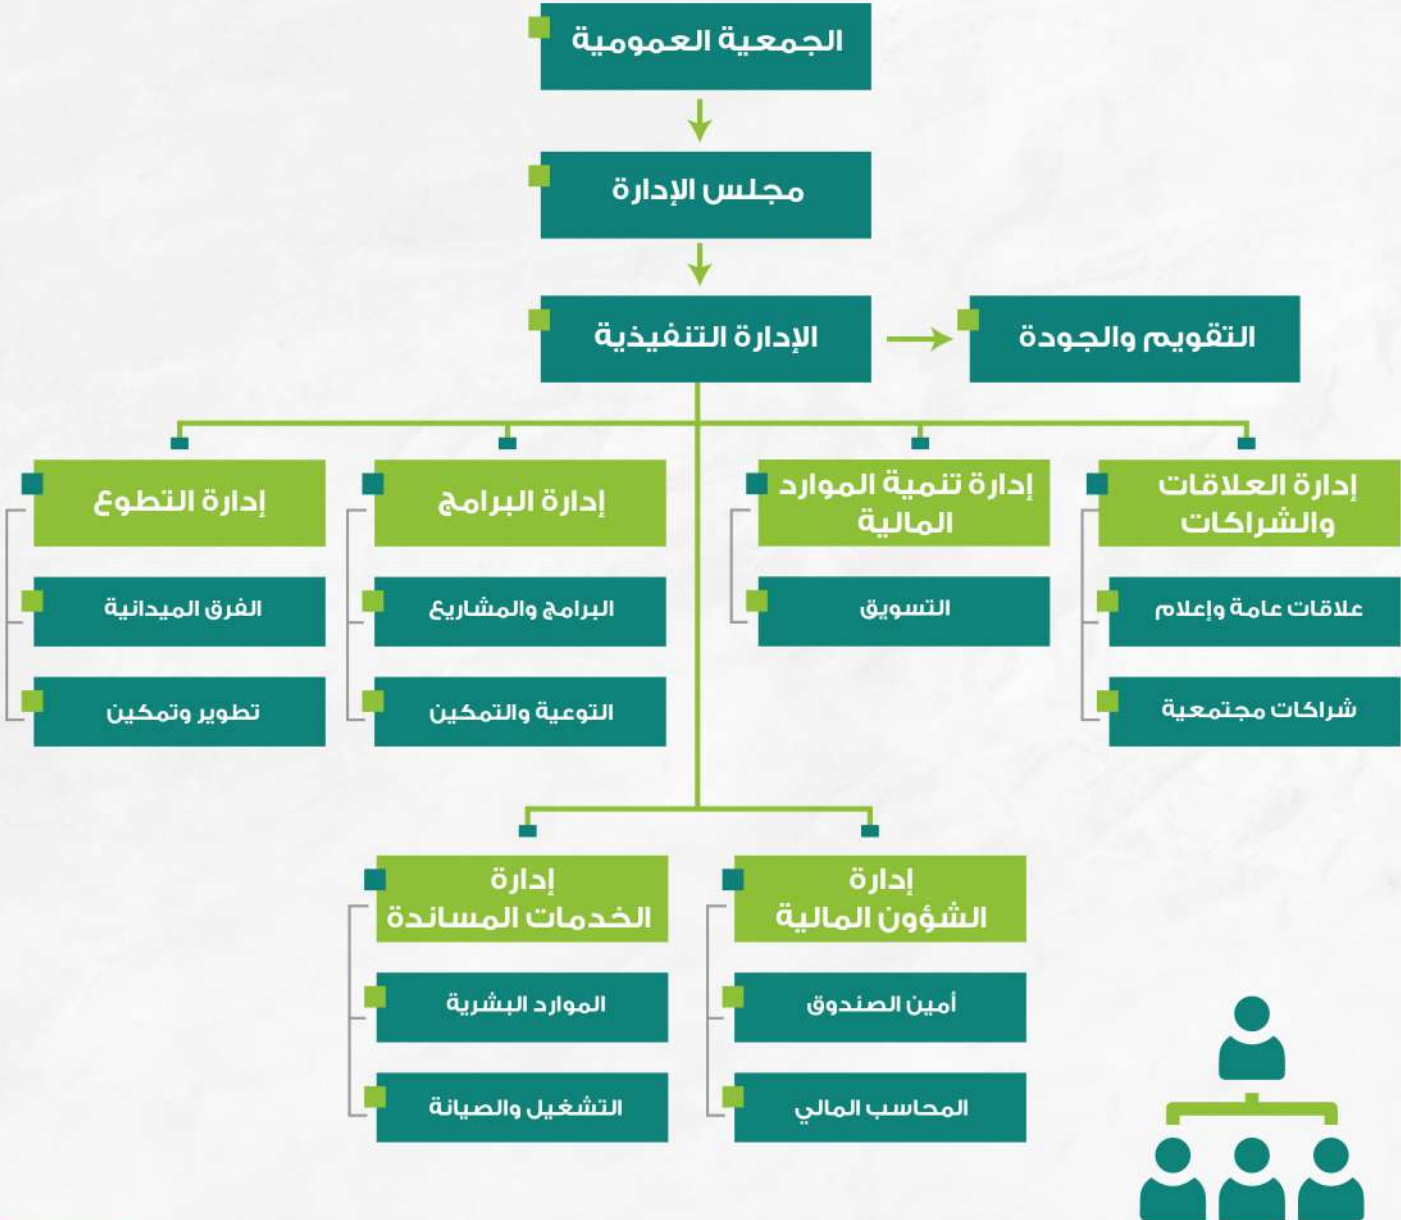 الجمعية العمومية
مجلس الإدارة
الإدارة التنفيذية
التقويم والجودة
إدارة العلاقات
والشراكات
علاقات عامة وإعلام
شراكات مجتمعية
إدارة تنمية الموارد
المالية
التسويق
إدارة البرامج
البرامج والمشاريع
التوعية والتمكين
إدارة التطوع
الفرق الميدانية
تطوير وتمكين
إدارة
الشؤون المالية
أمين الصندوق
المحاسب المالي
إدارة
الخدمات المساندة
الموارد البشرية
التشغيل والصيانة